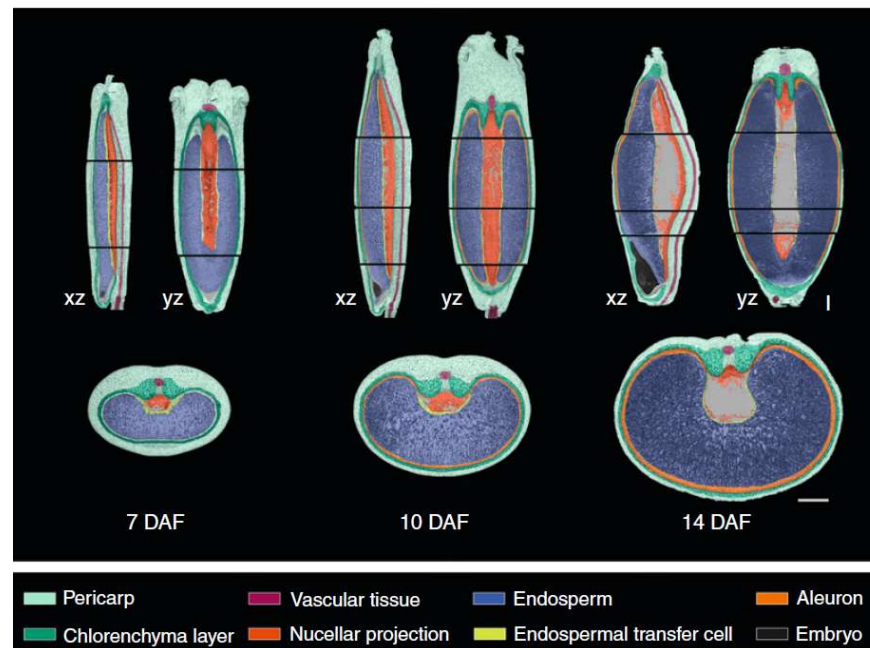 xz yz xz yz xz yz
7 DAF 10 DAF 14 DAF
Pericarp Vascular tissue Endosperm Aleuron
Chlorenchyma layer Nucellar projection Endospermal transfer cell Embryo